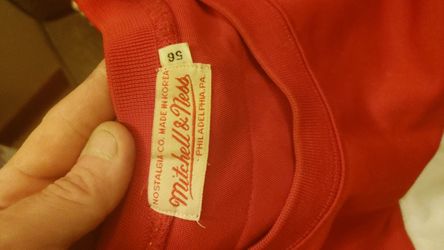 56
NOSTALGIA CO. MADE IN KOREA
Mitchell & Ness
PHILADELPHIA, PA.